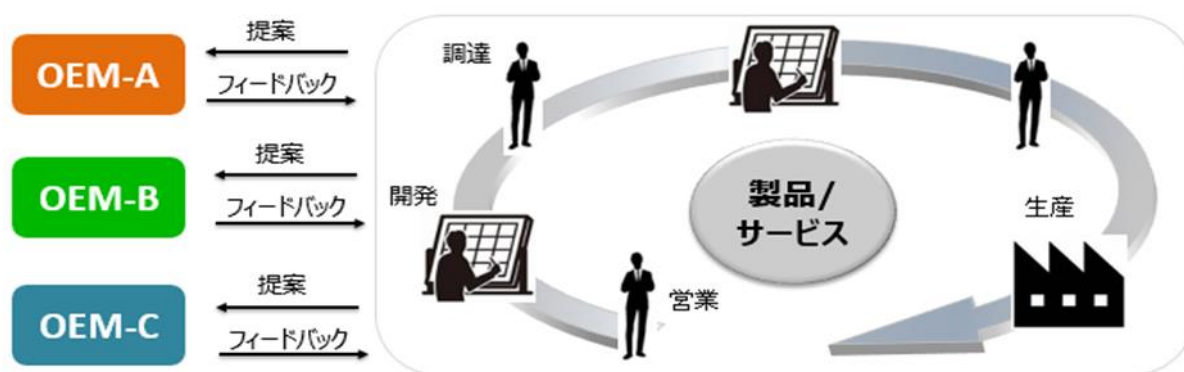 OEM-A
提案
フィードバック
OEM-B
提案
フィードバック
OEM-C
提案
フィードバック
調達
開発
営業
製品/
サービス
生産